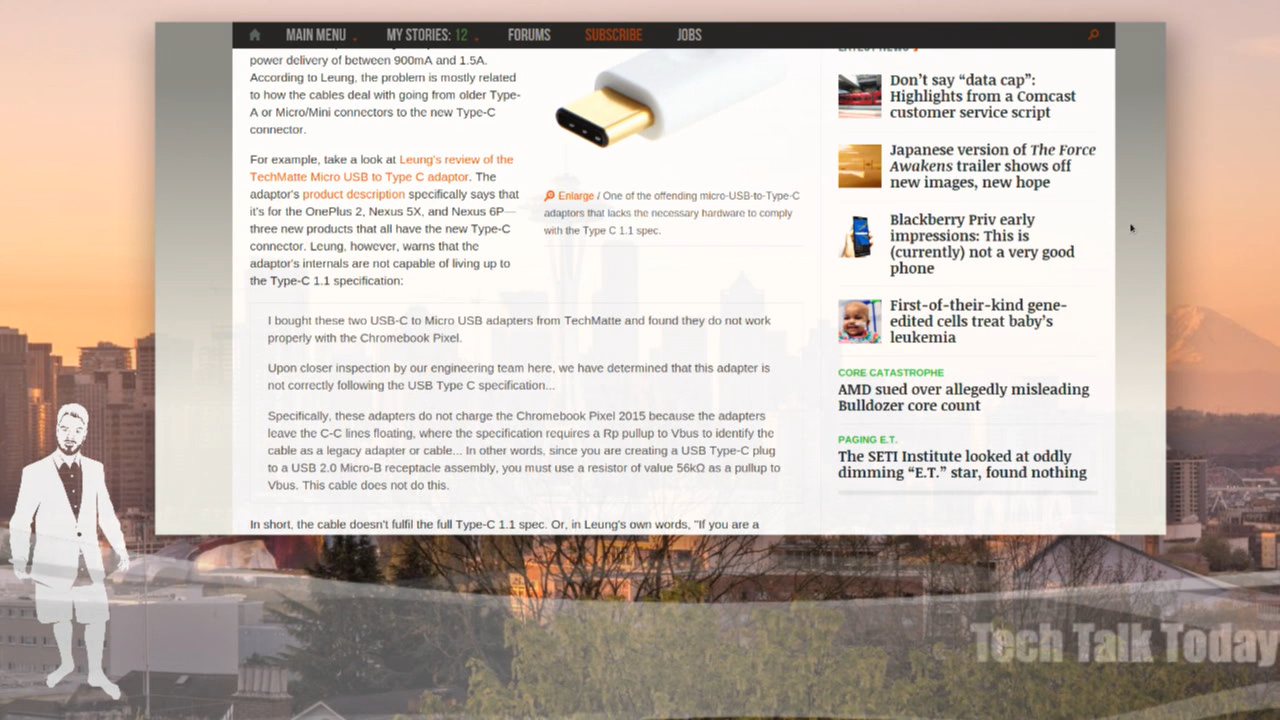 MAIN MENU
MY STORIES: 12
FORUMS
SUBSCRIBE
JOBS
power delivery of between 900mA and 1.5A.
According to Leung, the problem is mostly related
to how the cables deal with going from older Type-
A or Micro/Mini connectors to the new Type-C
connector.
For example, take a look at Leung's review of the
TechMatte Micro USB to Type C adaptor. The
adaptor's product description specifically says that
it's for the OnePlus 2, Nexus 5X, and Nexus 6P—
three new products that all have the new Type-C
connector. Leung, however, warns that the
adaptor's internals are not capable of living up to
the Type-C 1.1 specification:
Enlarge / One of the offending micro-USB-to-Type-C
adaptors that lacks the necessary hardware to comply
with the Type C 1.1 spec.
I bought these two USB-C to Micro USB adapters from TechMatte and found they do not work
properly with the Chromebook Pixel.
Upon closer inspection by our engineering team here, we have determined that this adapter is
not correctly following the USB Type C specification...
Specifically, these adapters do not charge the Chromebook Pixel 2015 because the adapters
leave the C-C lines floating, where the specification requires a Rp pullup to Vbus to identify the
cable as a legacy adapter or cable... In other words, since you are creating a USB Type-C plug
to a USB 2.0 Micro-B receptacle assembly, you must use a resistor of value 56kΩ as a pullup to
Vbus. This cable does not do this.
In short, the cable doesn't fulfil the full Type-C 1.1 spec. Or, in Leung's own words, "If you are a
LATEST NEWS
Don't say “data cap”:
Highlights from a Comcast
customer service script
Japanese version of The Force
Awakens trailer shows off
new images, new hope
Blackberry Priv early
impressions: This is
(currently) not a very good
phone
First-of-their-kind gene-
edited cells treat baby's
leukemia
CORE CATASTROPHE
AMD sued over allegedly misleading
Bulldozer core count
PAGING E.T.
The SETI Institute looked at oddly
dimming “E.T.” star, found nothing
Tech Talk Today